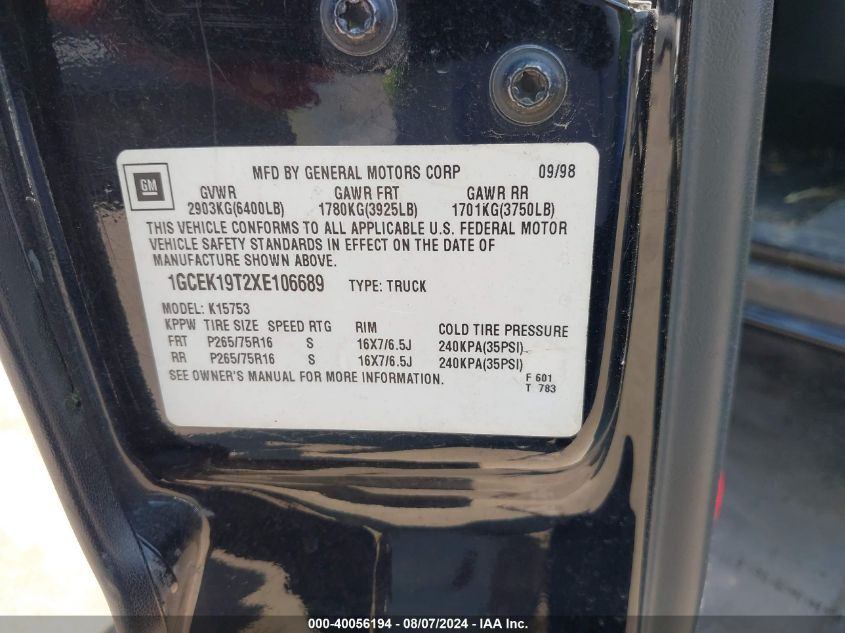 GM
MFD BY GENERAL MOTORS CORP 09/98
GVWR GAWR FRT GAWR RR
2903KG(6400LB) 1780KG(3925LB) 1701KG(3750LB)
THIS VEHICLE CONFORMS TO ALL APPLICABLE U.S. FEDERAL MOTOR
VEHICLE SAFETY STANDARDS IN EFFECT ON THE DATE OF
MANUFACTURE SHOWN ABOVE.
1GCEK19T2XE106689 TYPE: TRUCK
MODEL: K15753
KPPW TIRE SIZE SPEED RTG RIM COLD TIRE PRESSURE
FRT P265/75R16 S 16X7/6.5J 240KPA(35PSI)
RR P265/75R16 S 16X7/6.5J 240KPA(35PSI)
SEE OWNER'S MANUAL FOR MORE INFORMATION.
F 601
T 783
000-40056194 - 08/07/2024 - IAAI.com